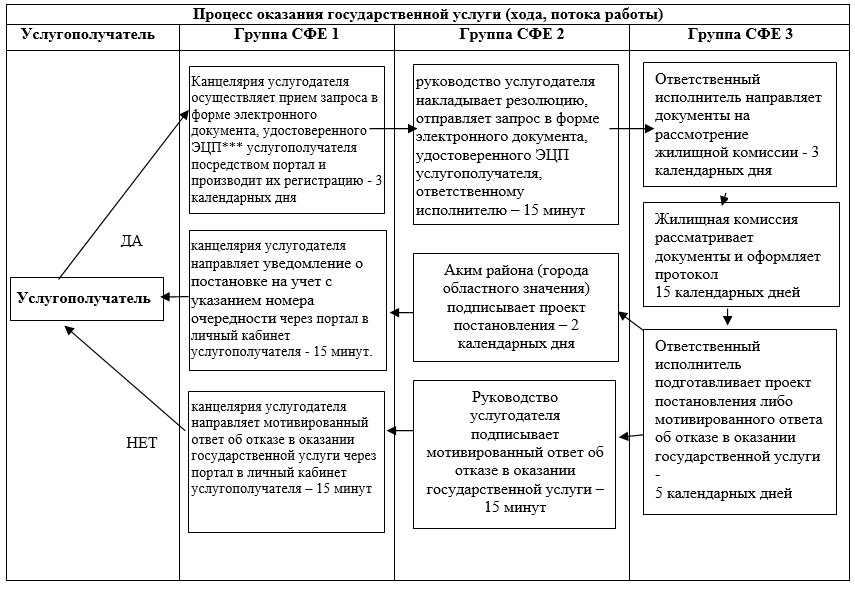 Процесс оказания государственной услуги (хода, потока работы)
Услугополучатель
Группа СФЕ 1
Группа СФЕ 2
Группа СФЕ 3
Канцелярия услугодателя
осуществляет прием запроса в
форме электронного
документа, удостоверенного
ЭЦП*** услугополучателя
посредством портал и
производит их регистрацию - 3
календарных дня
руководство услугодателя
накладывает резолюцию,
отправляет запрос в форме
электронного документа,
удостоверенного ЭЦП
услугополучателя,
ответственному
исполнителю – 15 минут
Ответственный
исполнитель направляет
документы на
рассмотрение
жилищной комиссии - 3
календарных дня
Жилищная комиссия
рассматривает
документы и оформляет
протокол
15 календарных дней
ДА
Услугополучатель
НЕТ
канцелярия услугодателя
направляет уведомление о
постановке на учет с
указанием номера
очередности через портал в
личный кабинет
услугополучателя - 15 минут.
Аким района (города
областного значения)
подписывает проект
постановления – 2
календарных дня
Ответственный
исполнитель
подготавливает проект
постановления либо
мотивированного ответа
об отказе в оказании
государственной услуги
-
5 календарных дней
канцелярия услугодателя
направляет мотивированный
ответ об отказе в оказании
государственной услуги через
портал в личный кабинет
услугополучателя – 15 минут
Руководство
услугодателя
подписывает
мотивированный ответ об
отказе в оказании
государственной услуги –
15 минут